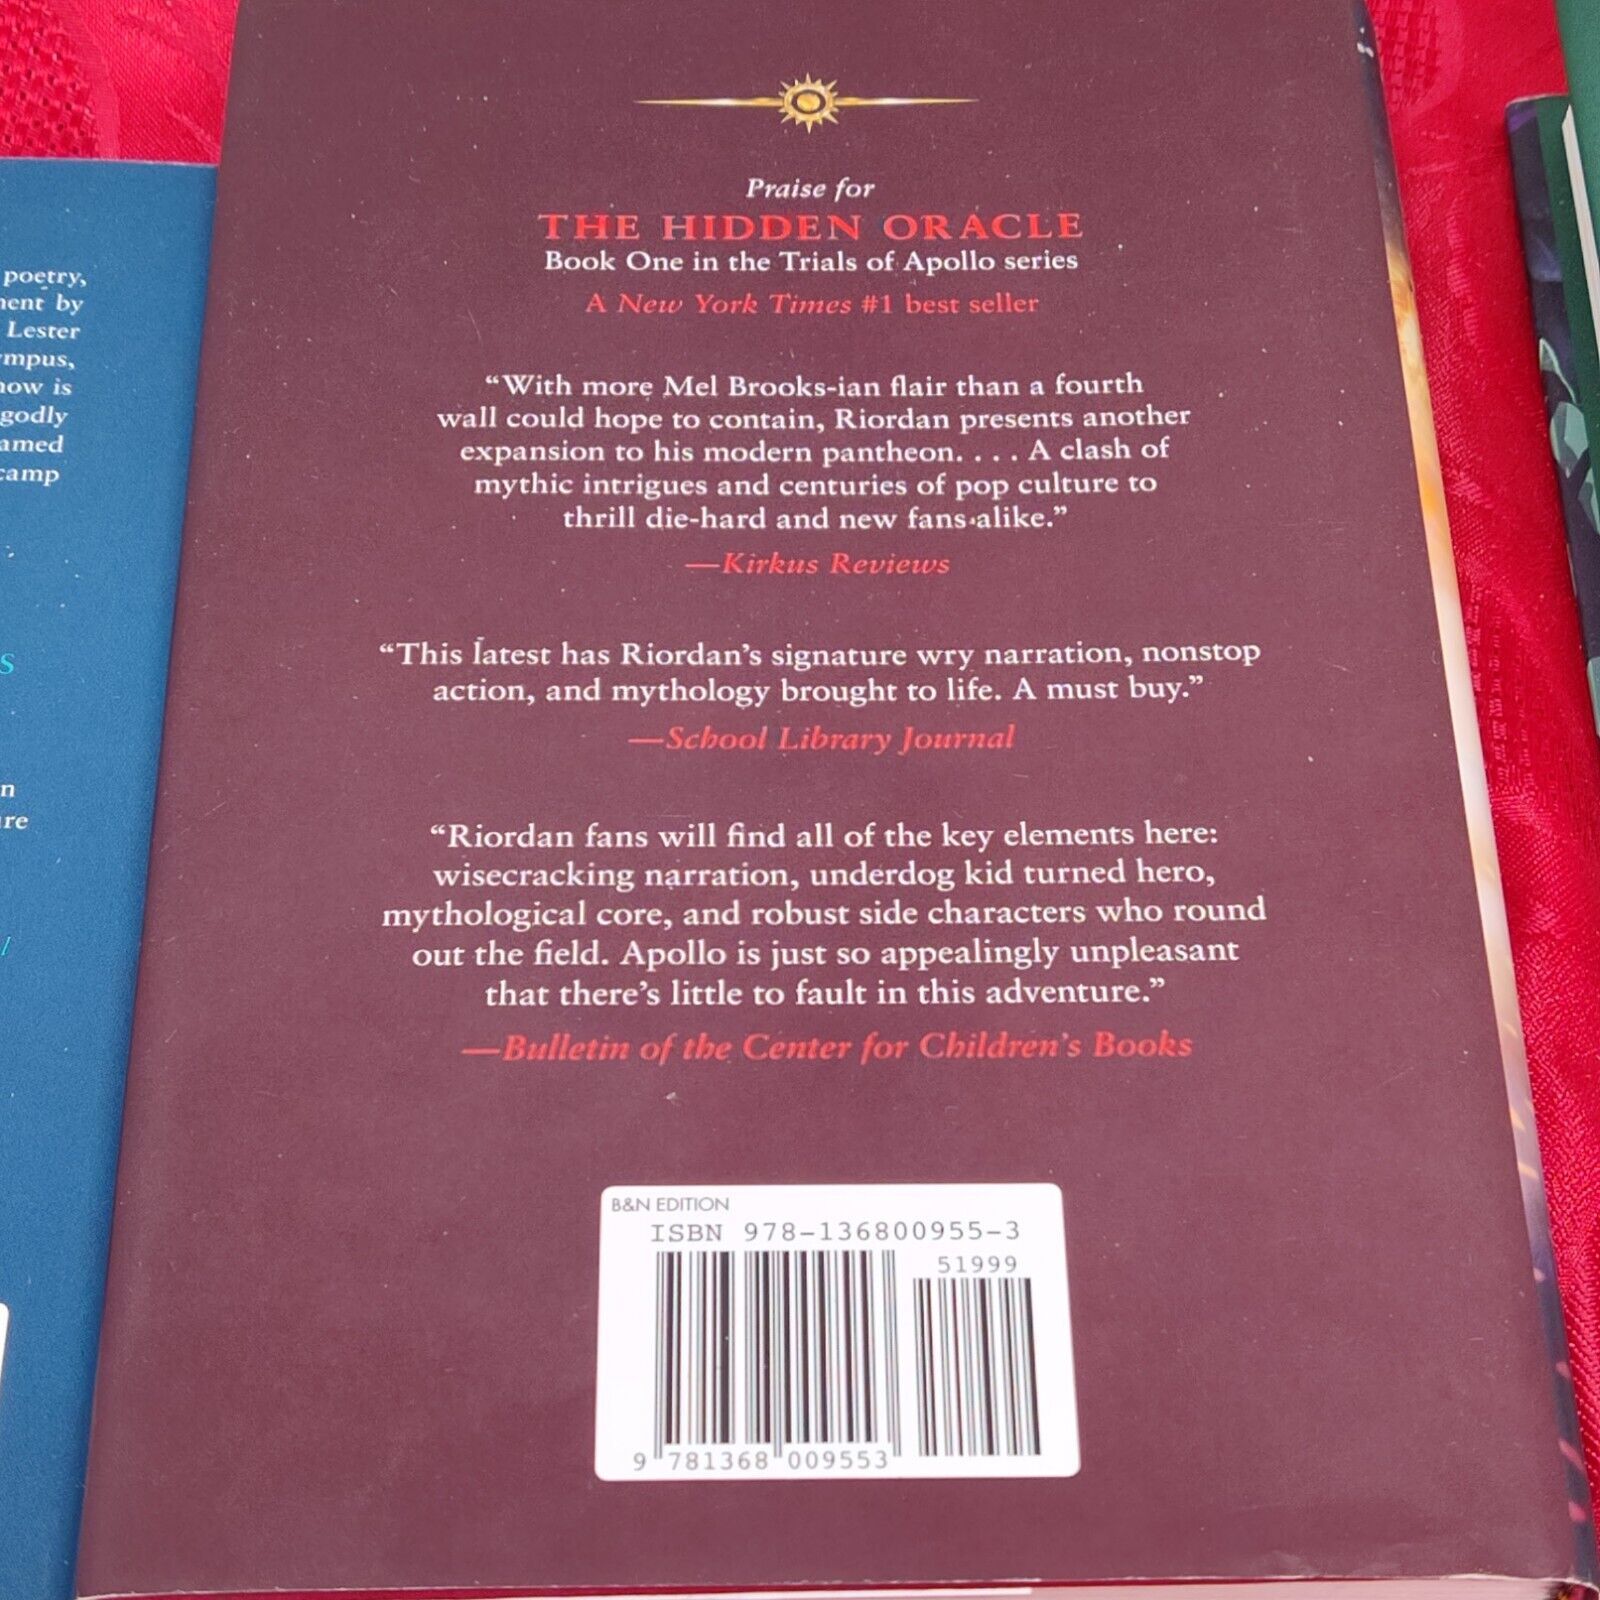 poetry,
ent by
Lester
mpus,
now is
godly
amed
camp
s
n
re
l
Praise for
THE HIDDEN ORACLE
Book One in the Trials of Apollo series
A New York Times #1 best seller
“With more Mel Brooks-ian flair than a fourth
wall could hope to contain, Riordan presents another
expansion to his modern pantheon. . . . A clash of
mythic intrigues and centuries of pop culture to
thrill die-hard and new fans alike.”
—Kirkus Reviews
“This latest has Riordan’s signature wry narration, nonstop
action, and mythology brought to life. A must buy.”
—School Library Journal
“Riordan fans will find all of the key elements here:
wisecracking narration, underdog kid turned hero,
mythological core, and robust side characters who round
out the field. Apollo is just so appealingly unpleasant
that there’s little to fault in this adventure.”
—Bulletin of the Center for Children’s Books
B&N EDITION
ISBN 978-136800955-3
51999
9 781368 009553